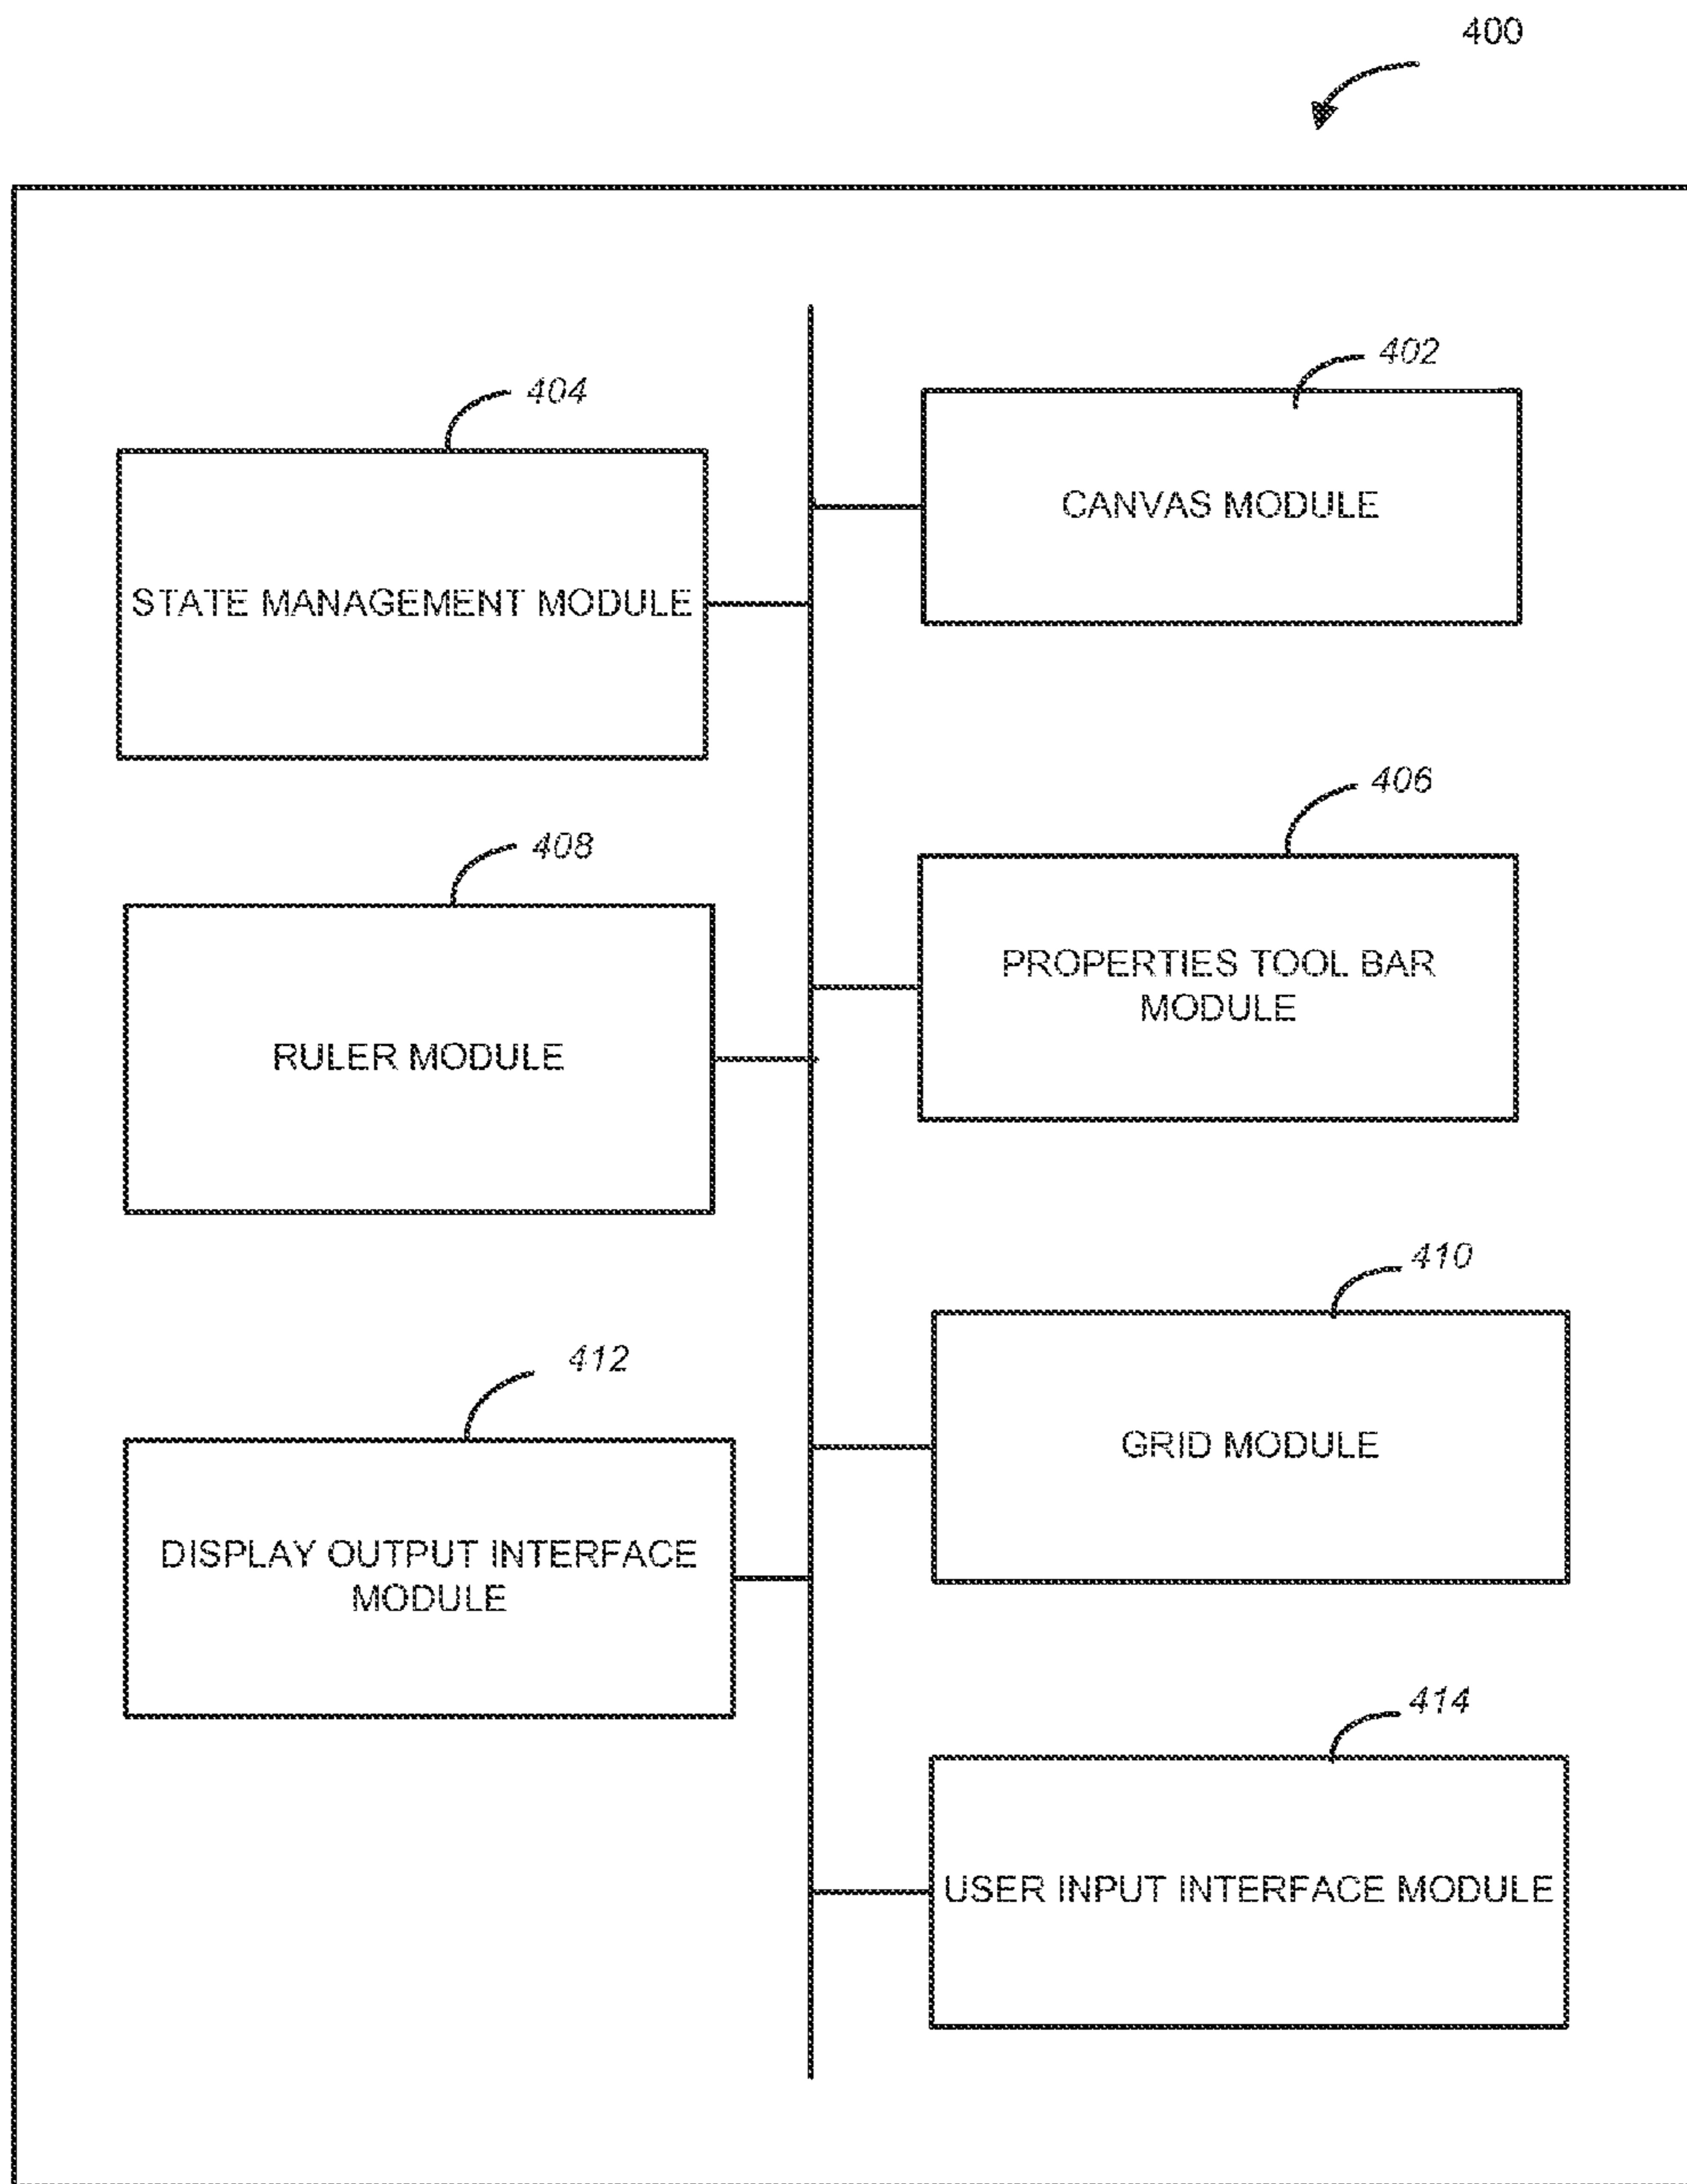 400
402
404
CANVAS MODULE
STATE MANAGEMENT MODULE
406
408
PROPERTIES TOOL BAR
MODULE
RULER MODULE
410
412
GRID MODULE
DISPLAY OUTPUT INTERFACE
MODULE
414
USER INPUT INTERFACE MODULE